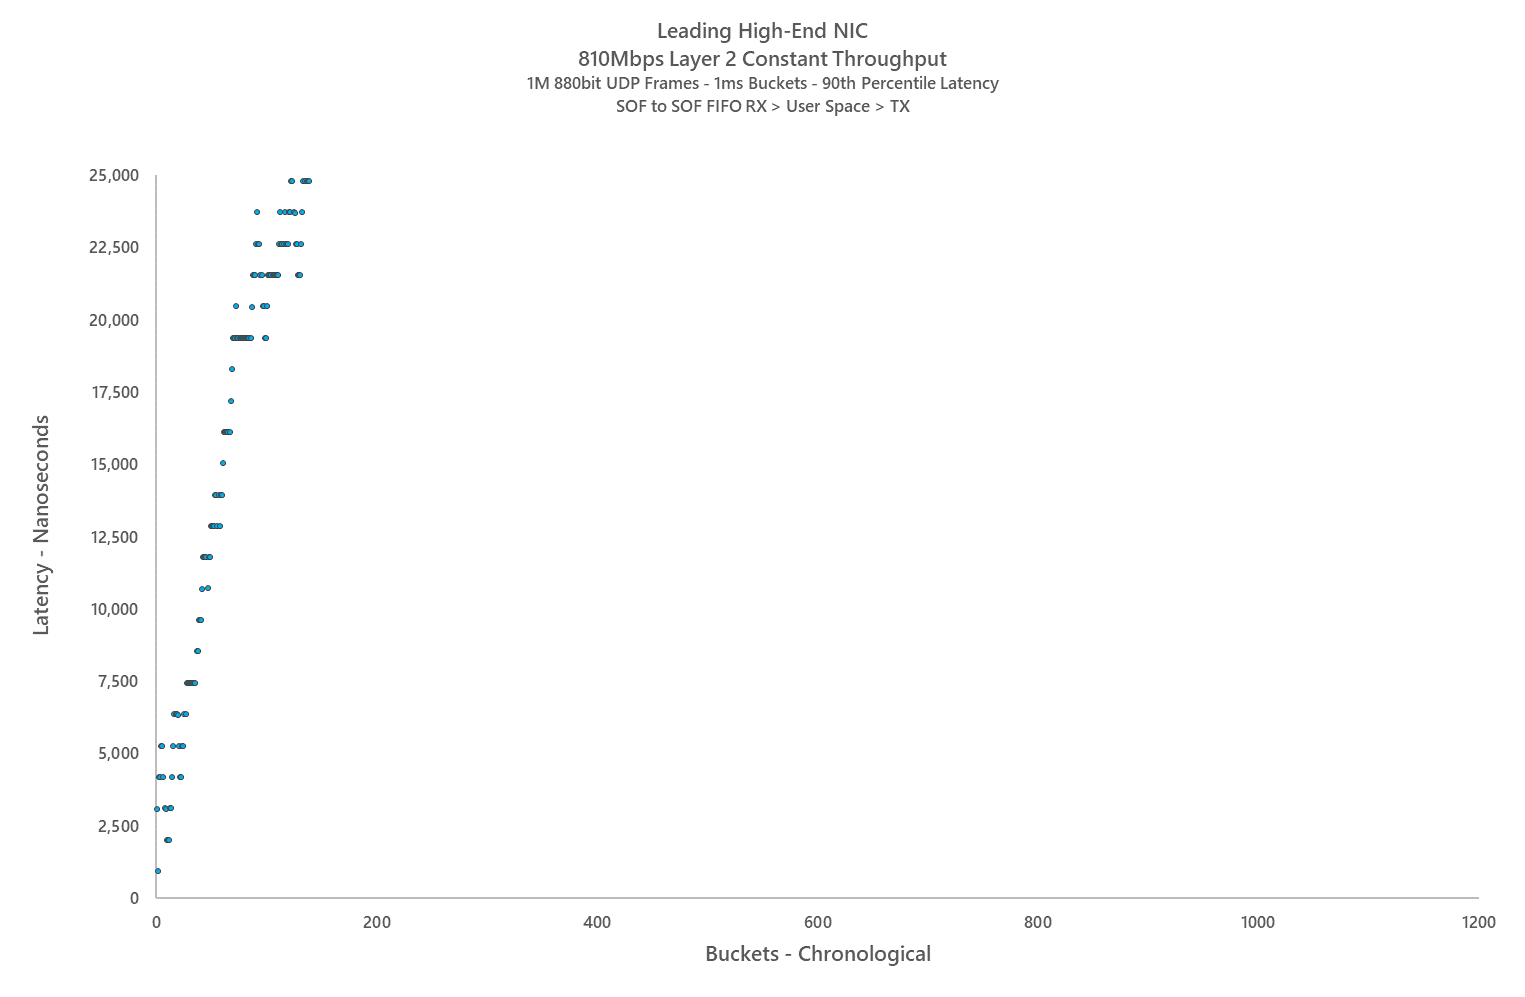 Leading High-End NIC
810Mbps Layer 2 Constant Throughput
1M 880bit UDP Frames - 1ms Buckets - 90th Percentile Latency
SOF to SOF FIFO RX > User Space > TX
25,000
22,500
20,000
17,500
15,000
12,500
10,000
7,500
5,000
2,500
0
Latency - Nanoseconds
0 200 400 600 800 1000 1200
Buckets - Chronological